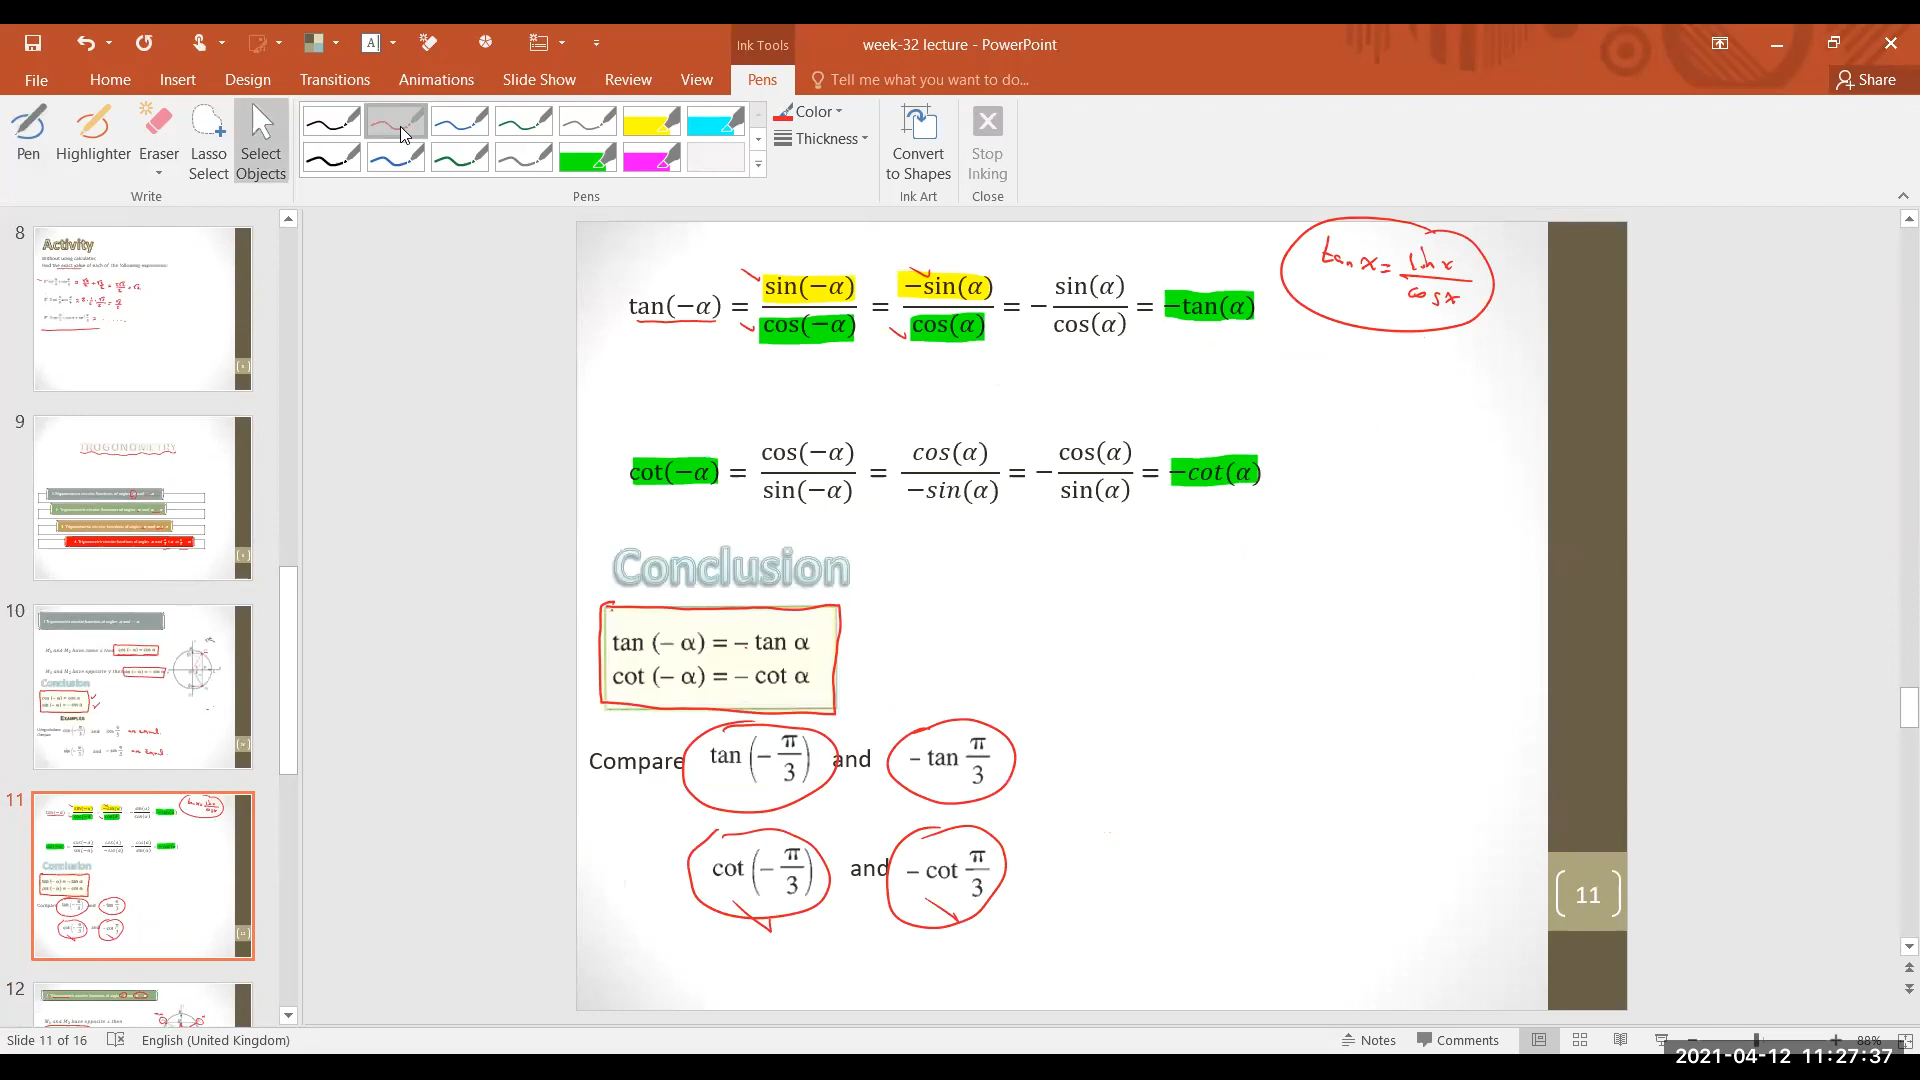 Ink Tools
week-32 lecture - PowerPoint
File Home Insert Design Transitions Animations Slide Show Review View Pens Tell me what you want to do... Share
Pen Highlighter Eraser Lasso Select Select Objects
Color
Thickness
Convert to Shapes
Stop Inking
Write Pens Ink Art Close
8
Activity
9
TROGONOMETRY
10
Conclusion
EXAMPLES
11
Conclusion
12
tan x = sin x / cos x
tan(−α) = sin(−α)/cos(−α) = −sin(α)/cos(α) = − sin(α)/cos(α) = −tan(α)
cot(−α) = cos(−α)/sin(−α) = cos(α)/−sin(α) = − cos(α)/sin(α) = −cot(α)
Conclusion
tan (− α) = − tan α
cot (− α) = − cot α
Compare tan (− π/3) and − tan π/3
cot (− π/3) and − cot π/3
11
Slide 11 of 16 English (United Kingdom) Notes Comments 88%
2021-04-12 11:27:37